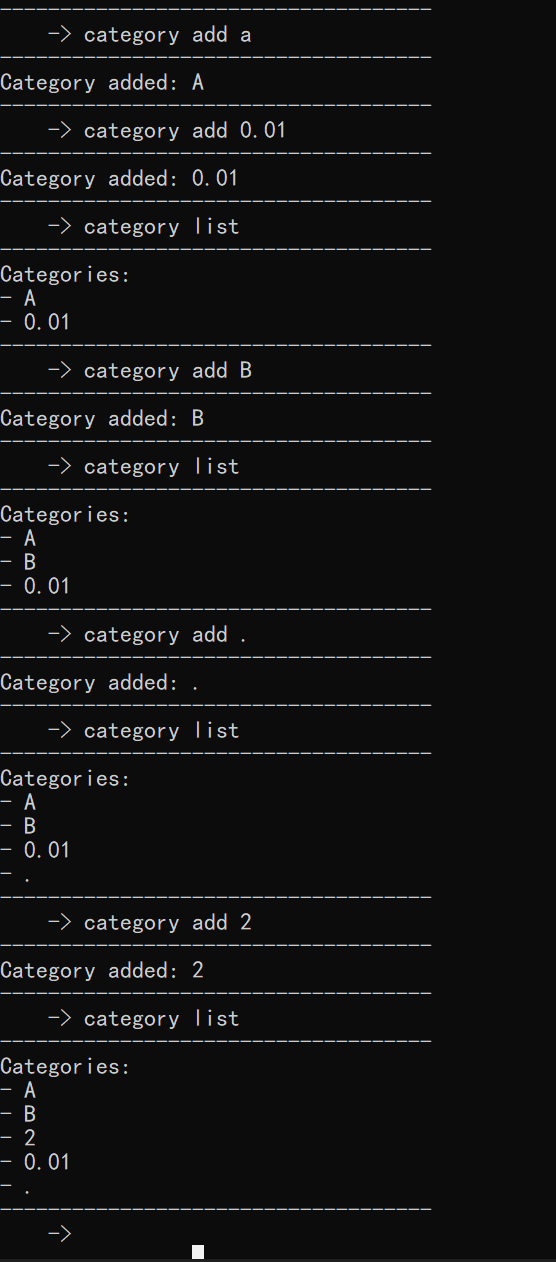 ------------------------------------
    -> category add a
------------------------------------
Category added: A
------------------------------------
    -> category add 0.01
------------------------------------
Category added: 0.01
------------------------------------
    -> category list
------------------------------------
Categories:
- A
- 0.01
------------------------------------
    -> category add B
------------------------------------
Category added: B
------------------------------------
    -> category list
------------------------------------
Categories:
- A
- B
- 0.01
------------------------------------
    -> category add .
------------------------------------
Category added: .
------------------------------------
    -> category list
------------------------------------
Categories:
- A
- B
- 0.01
- .
------------------------------------
    -> category add 2
------------------------------------
Category added: 2
------------------------------------
    -> category list
------------------------------------
Categories:
- A
- B
- 2
- 0.01
- .
------------------------------------
    ->